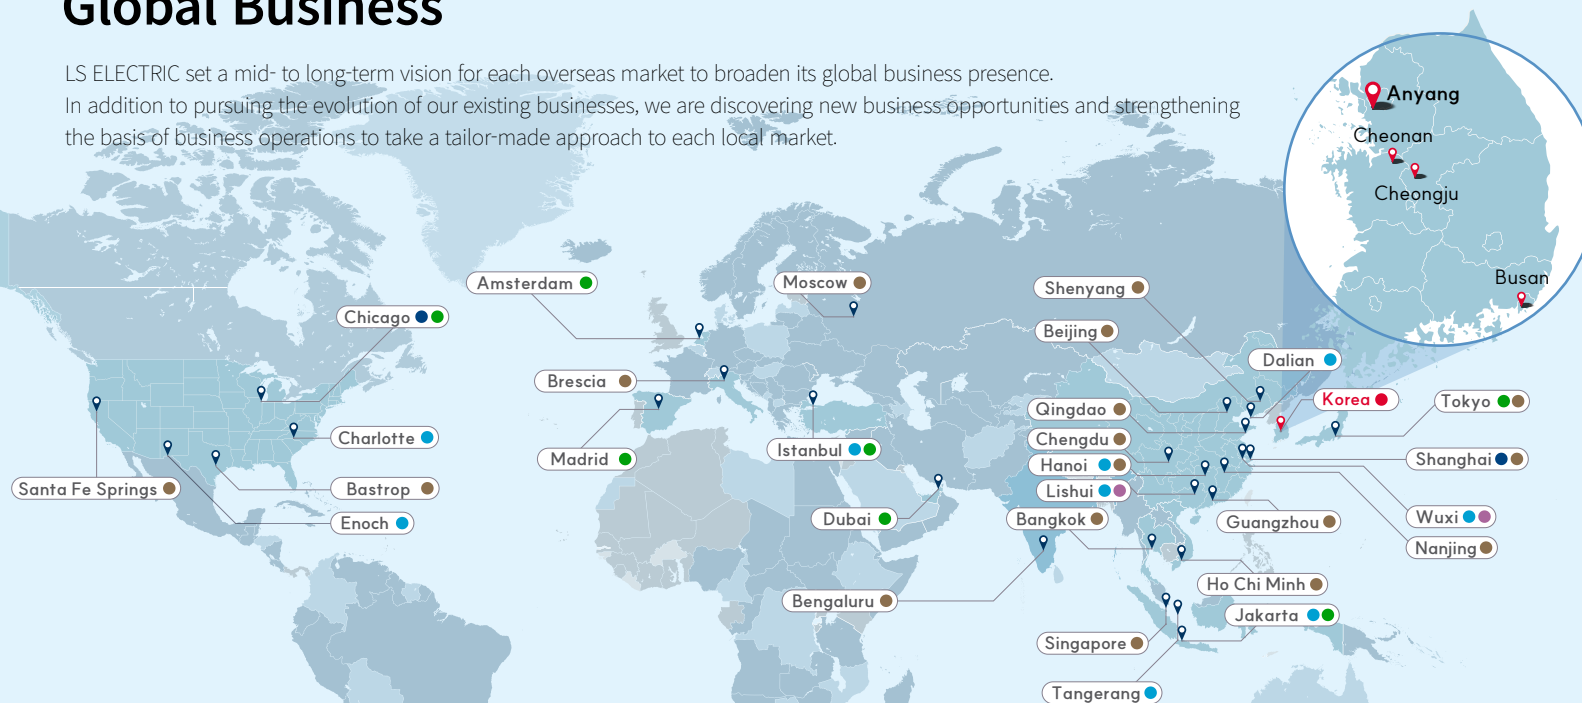 Global Business
LS ELECTRIC set a mid- to long-term vision for each overseas market to broaden its global business presence.
In addition to pursuing the evolution of our existing businesses, we are discovering new business opportunities and strengthening
the basis of business operations to take a tailor-made approach to each local market.
Anyang
Cheonan
Cheongju
Busan
Amsterdam
Moscow
Shenyang
Chicago
Beijing
Dalian
Brescia
Korea
Tokyo
Qingdao
Charlotte
Chengdu
Madrid
Istanbul
Hanoi
Shanghai
Santa Fe Springs
Bastrop
Lishui
Enoch
Dubai
Bangkok
Guangzhou
Wuxi
Nanjing
Ho Chi Minh
Bengaluru
Jakarta
Singapore
Tangerang